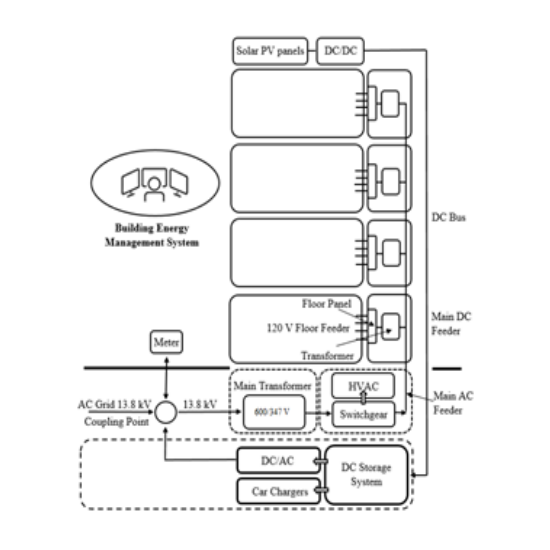 Solar PV panels
DC/DC
DC Bus
Building Energy
Management System
Floor Panel
120 V Floor Feeder
Transformer
Main DC
Feeder
Meter
Main Transformer
HVAC
Main AC
Feeder
AC Grid 13.8 kV
13.8 kV
600/347 V
Switchgear
Coupling Point
DC/AC
DC Storage
System
Car Chargers